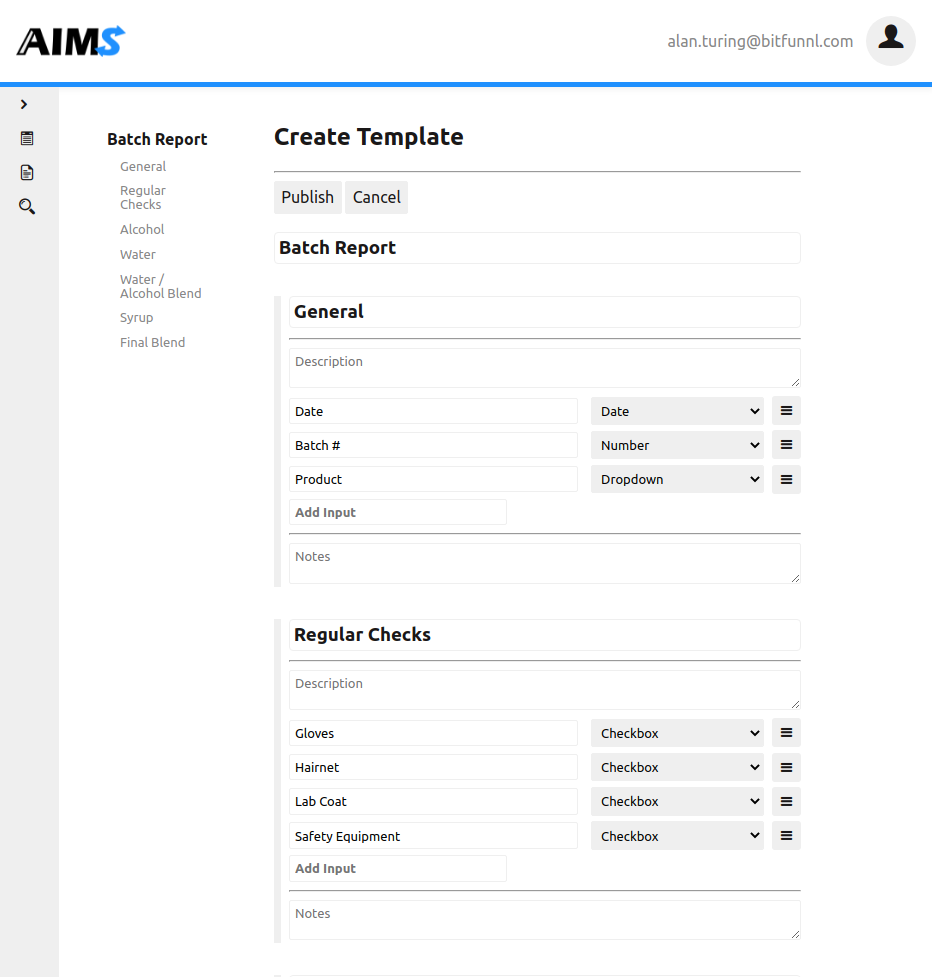 AIMS
alan.turing@bitfunnl.com
Batch Report
General
Regular
Checks
Alcohol
Water
Water /
Alcohol Blend
Syrup
Final Blend
Create Template
Publish Cancel
Batch Report
General
Description
Date Date
Batch # Number
Product Dropdown
Add Input
Notes
Regular Checks
Description
Gloves Checkbox
Hairnet Checkbox
Lab Coat Checkbox
Safety Equipment Checkbox
Add Input
Notes